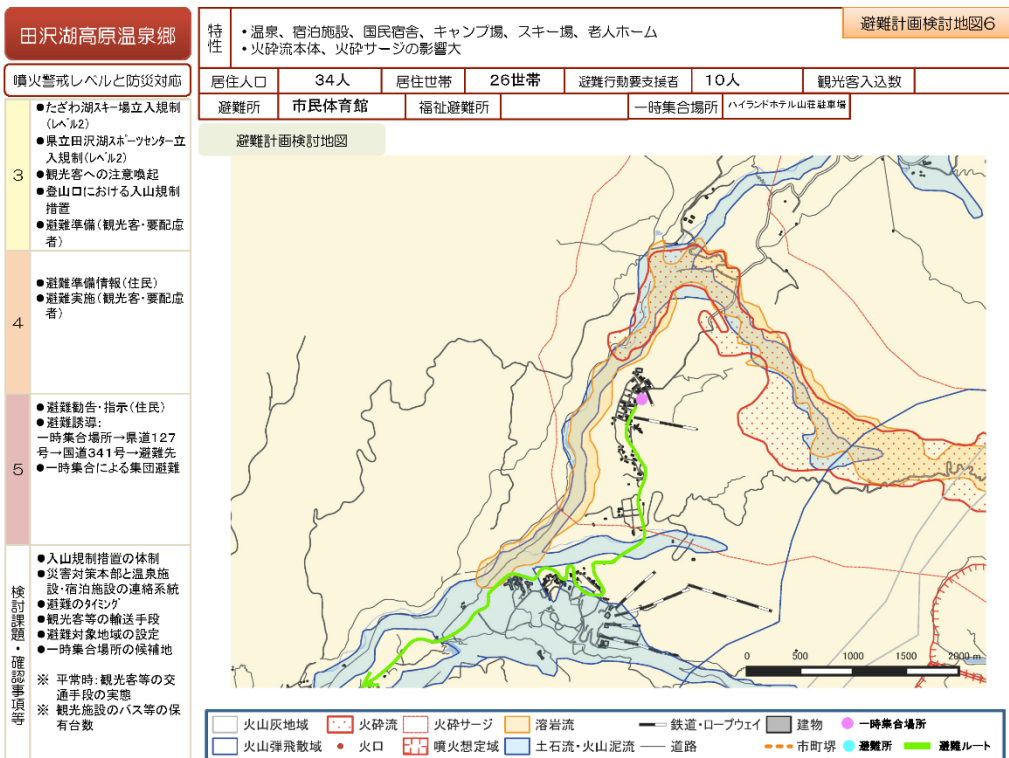 田沢湖高原温泉郷
特性
・温泉、宿泊施設、国民宿舎、キャンプ場、スキー場、老人ホーム
・火砕流本体、火砕サージの影響大
避難計画検討地図6
噴火警戒レベルと防災対応
居住人口 34人 居住世帯 26世帯 避難行動要支援者 10人 観光客入込数
避難所 市民体育館 福祉避難所 一時集合場所 ハイランドホテル山荘駐車場
3
●たざわ湖スキー場立入規制
(レベル2)
●県立田沢湖スポーツセンター立
入規制(レベル2)
●観光客への注意喚起
●登山口における入山規制
措置
●避難準備(観光客・要配慮
者)
4
●避難準備情報(住民)
●避難実施(観光客・要配慮
者)
5
●避難勧告・指示(住民)
●避難誘導:
一時集合場所→県道127
号→国道341号→避難先
●一時集合による集団避難
検討課題・確認事項等
●入山規制措置の体制
●災害対策本部と温泉施
設・宿泊施設の連絡系統
●避難のタイミング
●観光客等の輸送手段
●避難対象地域の設定
●一時集合場所の候補地
※ 平常時:観光客等の交
通手段の実態
※ 観光施設のバス等の保
有台数
避難計画検討地図
0 500 1000 1500 2000 m
火山灰地域 火砕流 火砕サージ 溶岩流 鉄道・ロープウェイ 建物 一時集合場所
火山弾飛散域 火口 噴火想定域 土石流・火山泥流 道路 市町堺 避難所 避難ルート